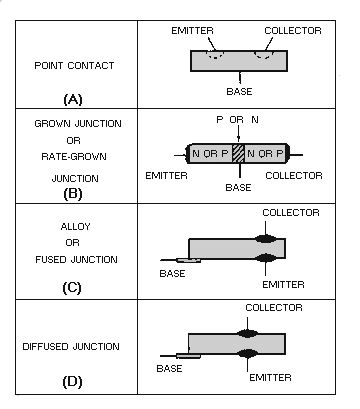 POINT CONTACT
(A)
EMITTER COLLECTOR
BASE
GROWN JUNCTION
OR
RATE-GROWN
JUNCTION
(B)
P OR N
N OR P N OR P
EMITTER COLLECTOR
BASE
ALLOY
OR
FUSED JUNCTION
(C)
COLLECTOR
BASE
EMITTER
DIFFUSED JUNCTION
(D)
COLLECTOR
BASE
EMITTER